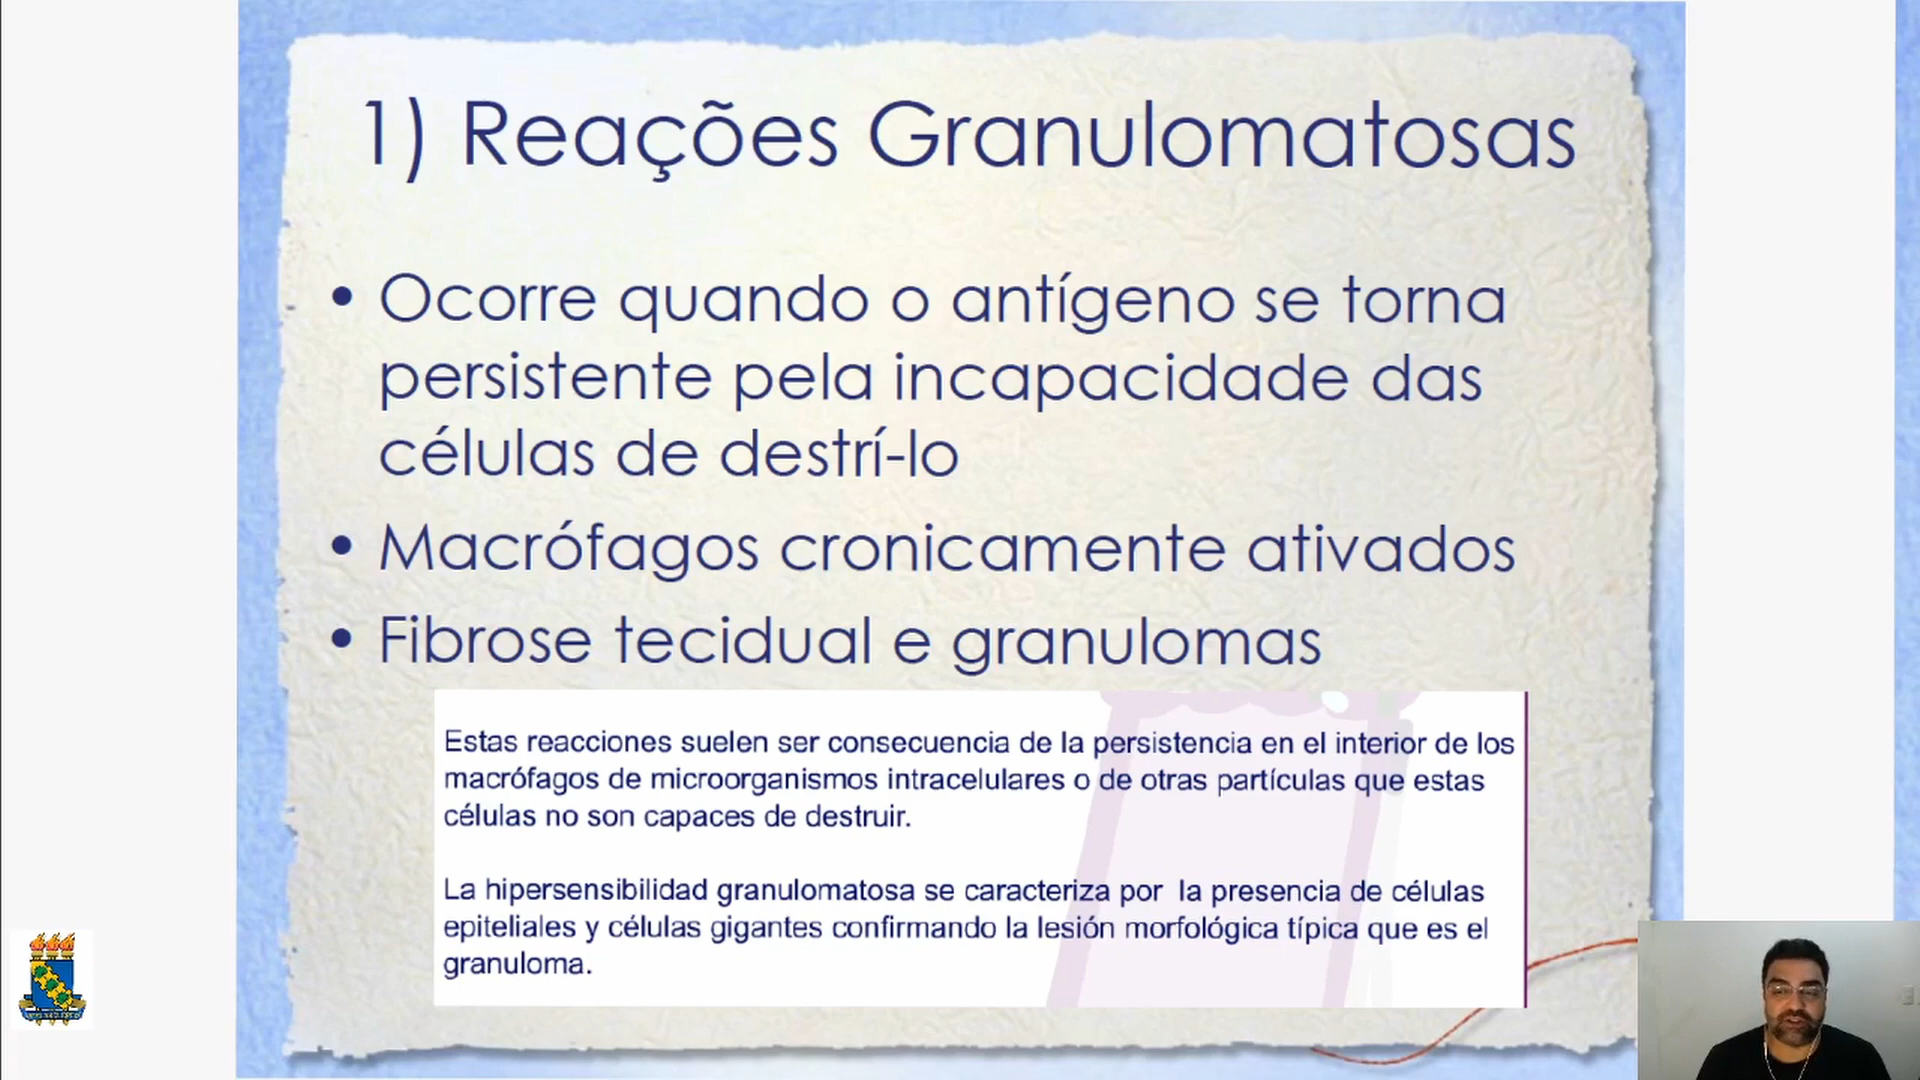 1) Reações Granulomatosas
• Ocorre quando o antígeno se torna
persistente pela incapacidade das
células de destrí-lo
• Macrófagos cronicamente ativados
• Fibrose tecidual e granulomas
Estas reacciones suelen ser consecuencia de la persistencia en el interior de los
macrófagos de microorganismos intracelulares o de otras partículas que estas
células no son capaces de destruir.
La hipersensibilidad granulomatosa se caracteriza por la presencia de células
epiteliales y células gigantes confirmando la lesión morfológica típica que es el
granuloma.